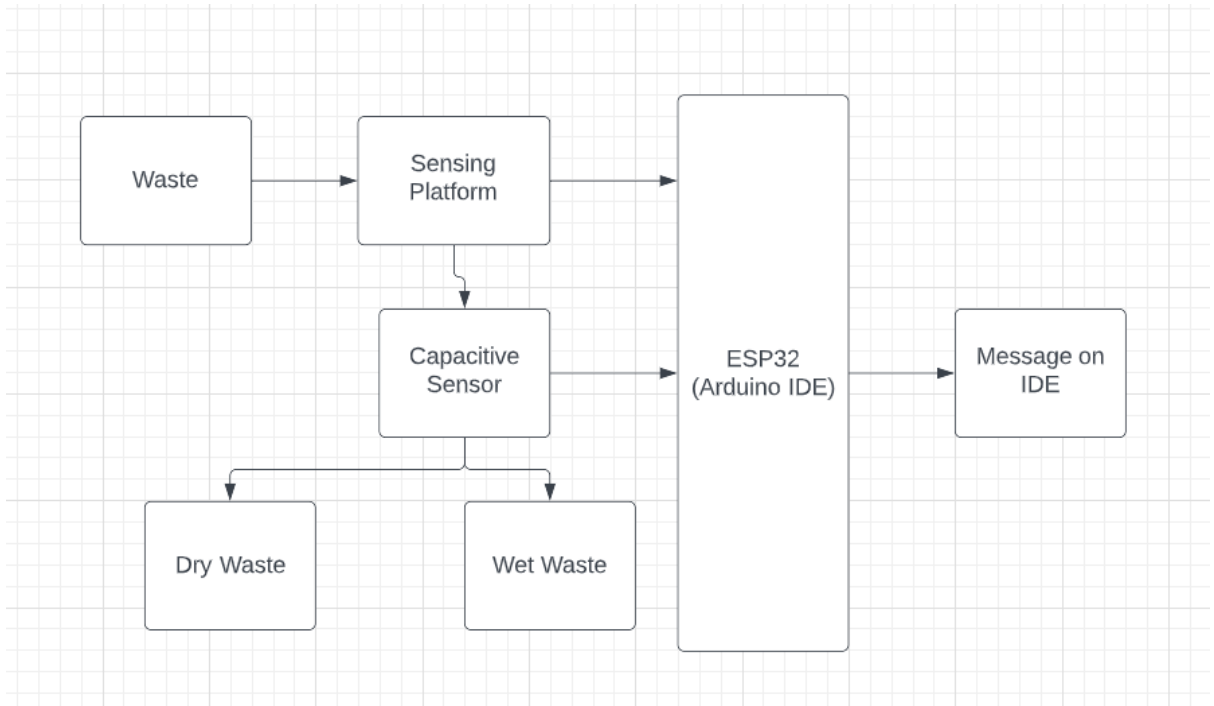 Waste
Sensing
Platform
Capacitive
Sensor
ESP32
(Arduino IDE)
Message on
IDE
Dry Waste
Wet Waste